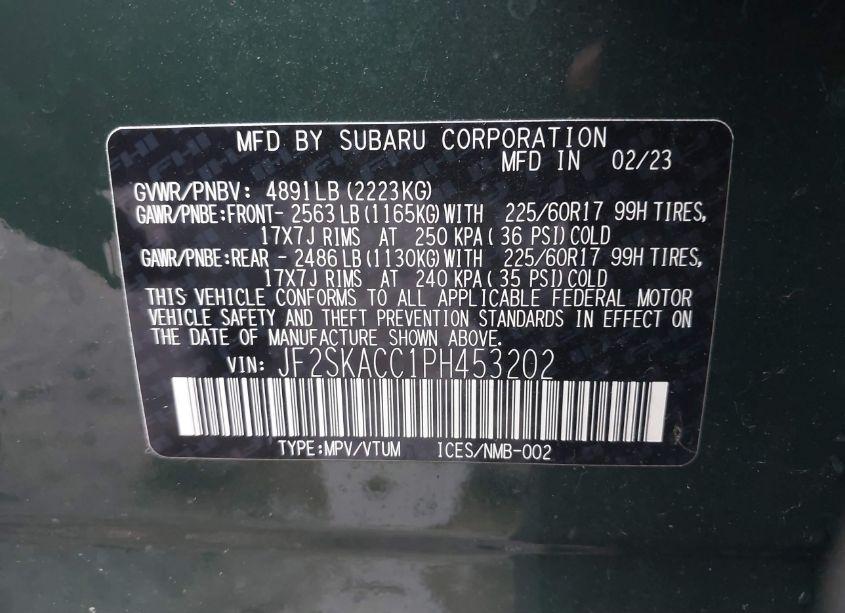 MFD BY SUBARU CORPORATION
MFD IN 02/23
GVWR/PNBV: 4891LB (2223KG)
GAWR/PNBE:FRONT- 2563 LB (1165KG) WITH 225/60R17 99H TIRES,
17X7J RIMS AT 250 KPA ( 36 PSI) COLD
GAWR/PNBE:REAR - 2486 LB (1130KG) WITH 225/60R17 99H TIRES,
17X7J RIMS AT 240 KPA ( 35 PSI) COLD
THIS VEHICLE CONFORMS TO ALL APPLICABLE FEDERAL MOTOR
VEHICLE SAFETY AND THEFT PREVENTION STANDARDS IN EFFECT ON
THE DATE OF MANUFACTURE SHOWN ABOVE.
VIN: JF2SKACC1PH453202
TYPE:MPV/VTUM ICES/NMB-002